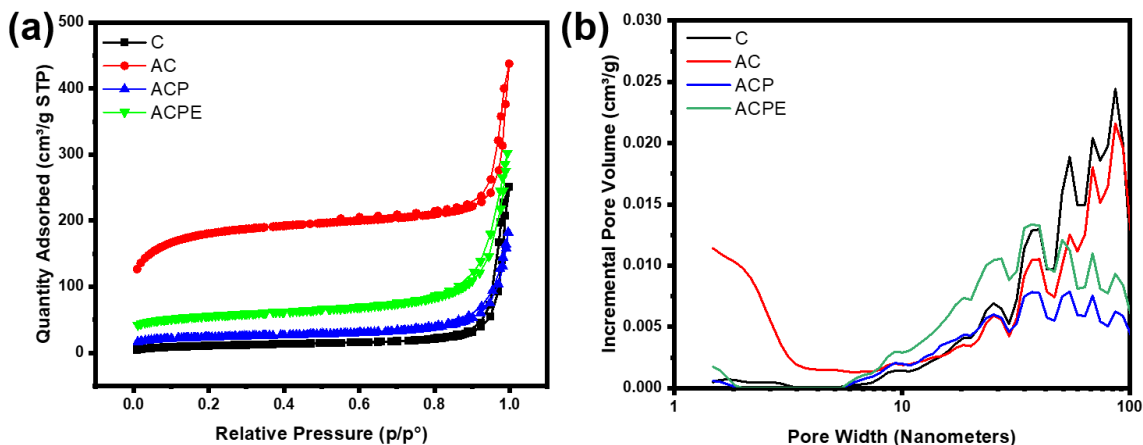 (a)
C
AC
ACP
ACPE
500
400
300
200
100
0
Quantity Adsorbed (cm³/g STP)
0.0 0.2 0.4 0.6 0.8 1.0
Relative Pressure (p/p°)
(b)
C
AC
ACP
ACPE
0.030
0.025
0.020
0.015
0.010
0.005
0.000
Incremental Pore Volume (cm³/g)
1 10 100
Pore Width (Nanometers)